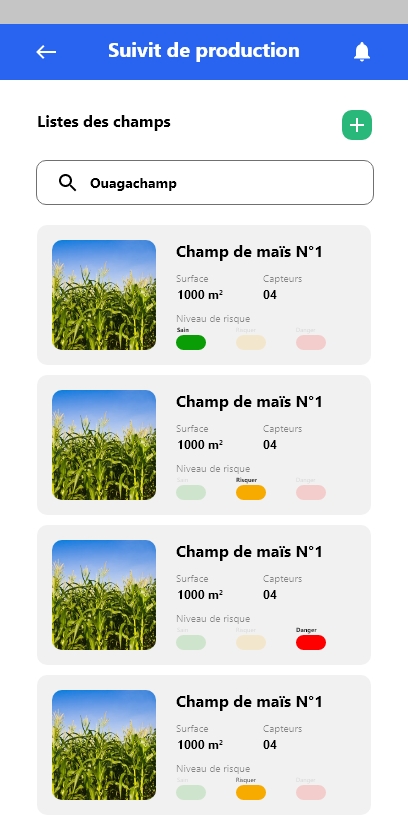 Suivit de production
Listes des champs
Ouagachamp
Champ de maïs N°1
Surface Capteurs
1000 m² 04
Niveau de risque
Sain Risquer Danger
Champ de maïs N°1
Surface Capteurs
1000 m² 04
Niveau de risque
Sain Risquer Danger
Champ de maïs N°1
Surface Capteurs
1000 m² 04
Niveau de risque
Sain Risquer Danger
Champ de maïs N°1
Surface Capteurs
1000 m² 04
Niveau de risque
Sain Risquer Danger